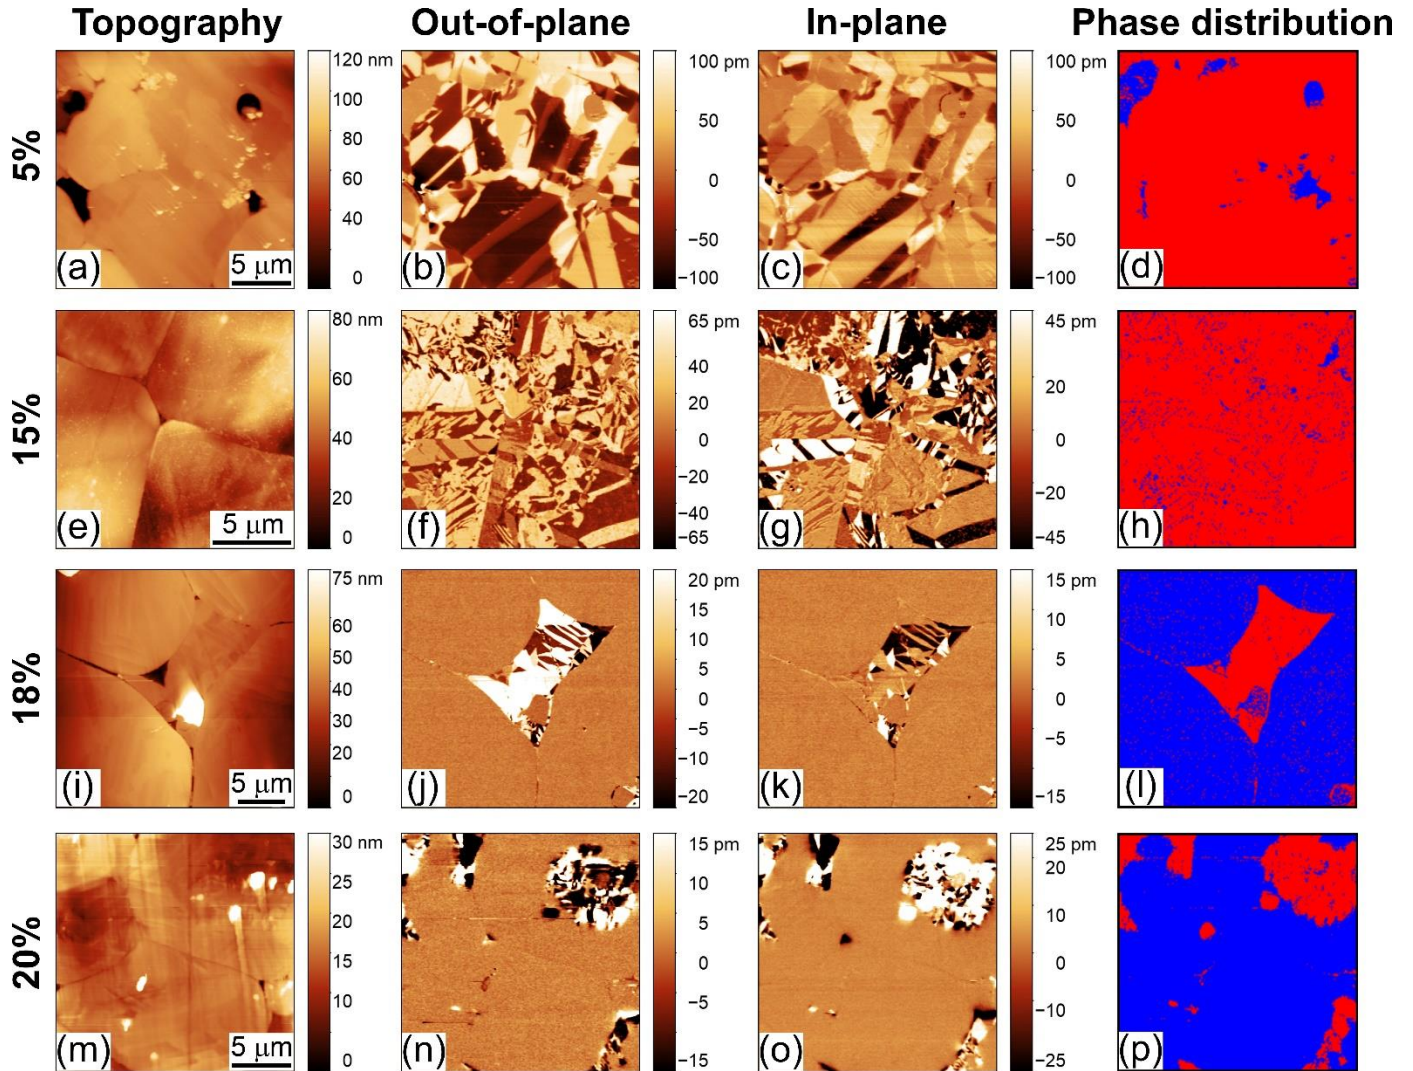 Topography Out-of-plane In-plane Phase distribution
5%
(a) 5 μm
120 nm
100
80
60
40
0
(b)
100 pm
50
0
−50
−100
(c)
100 pm
50
0
−50
−100
(d)
15%
(e) 5 μm
80 nm
60
40
20
0
(f)
65 pm
40
20
0
−20
−40
−65
(g)
45 pm
20
0
−20
−45
(h)
18%
(i) 5 μm
75 nm
60
50
40
30
20
0
(j)
20 pm
15
10
5
0
−5
−10
−15
−20
(k)
15 pm
10
5
0
−5
−15
(l)
20%
(m) 5 μm
30 nm
25
20
15
10
0
(n)
15 pm
10
5
0
−5
−15
(o)
25 pm
20
10
0
−10
−25
(p)